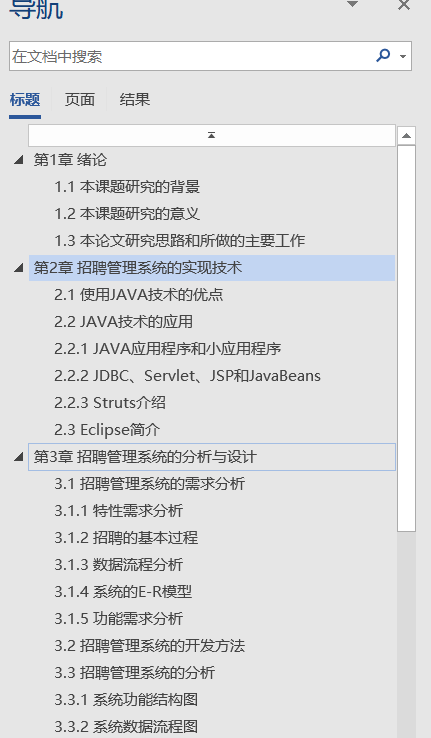 导航
在文档中搜索
标题 页面 结果
第1章 绪论
1.1 本课题研究的背景
1.2 本课题研究的意义
1.3 本论文研究思路和所做的主要工作
第2章 招聘管理系统的实现技术
2.1 使用JAVA技术的优点
2.2 JAVA技术的应用
2.2.1 JAVA应用程序和小应用程序
2.2.2 JDBC、Servlet、JSP和JavaBeans
2.2.3 Struts介绍
2.3 Eclipse简介
第3章 招聘管理系统的分析与设计
3.1 招聘管理系统的需求分析
3.1.1 特性需求分析
3.1.2 招聘的基本过程
3.1.3 数据流程分析
3.1.4 系统的E-R模型
3.1.5 功能需求分析
3.2 招聘管理系统的开发方法
3.3 招聘管理系统的分析
3.3.1 系统功能结构图
3.3.2 系统数据流程图